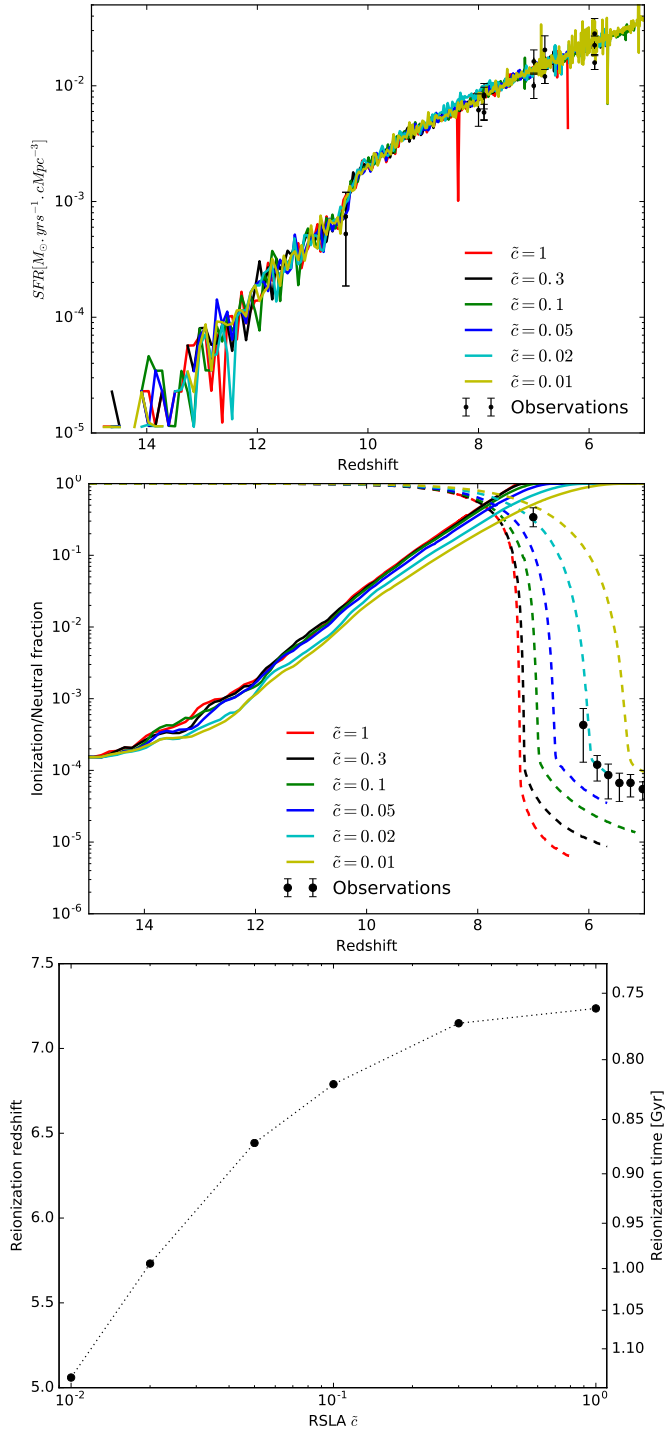 10⁻²
10⁻³
10⁻⁴
10⁻⁵
SFR[M⊙.yrs⁻¹.cMpc⁻³]
c̃ = 1
c̃ = 0.3
c̃ = 0.1
c̃ = 0.05
c̃ = 0.02
c̃ = 0.01
Observations
14 12 10 8 6
Redshift
10⁰
10⁻¹
10⁻²
10⁻³
10⁻⁴
10⁻⁵
10⁻⁶
Ionization/Neutral fraction
c̃ = 1
c̃ = 0.3
c̃ = 0.1
c̃ = 0.05
c̃ = 0.02
c̃ = 0.01
Observations
14 12 10 8 6
Redshift
7.5
7.0
6.5
6.0
5.5
5.0
Reionization redshift
0.75
0.80
0.85
0.90
0.95
1.00
1.05
1.10
Reionization time [Gyr]
10⁻² 10⁻¹ 10⁰
RSLA c̃